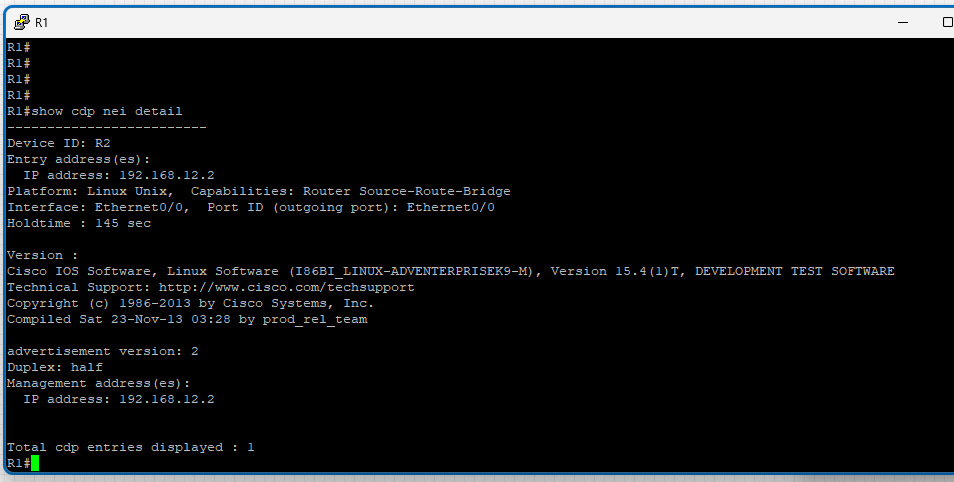 R1
R1#
R1#
R1#
R1#
R1#show cdp nei detail
-------------------------
Device ID: R2
Entry address(es):
  IP address: 192.168.12.2
Platform: Linux Unix,  Capabilities: Router Source-Route-Bridge
Interface: Ethernet0/0,  Port ID (outgoing port): Ethernet0/0
Holdtime : 145 sec

Version :
Cisco IOS Software, Linux Software (I86BI_LINUX-ADVENTERPRISEK9-M), Version 15.4(1)T, DEVELOPMENT TEST SOFTWARE
Technical Support: http://www.cisco.com/techsupport
Copyright (c) 1986-2013 by Cisco Systems, Inc.
Compiled Sat 23-Nov-13 03:28 by prod_rel_team

advertisement version: 2
Duplex: half
Management address(es):
  IP address: 192.168.12.2

Total cdp entries displayed : 1
R1#